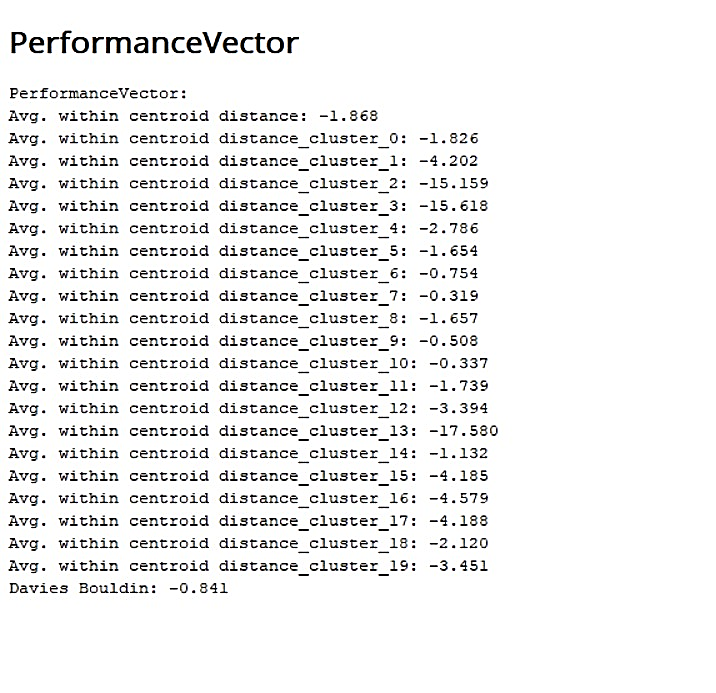 PerformanceVector
PerformanceVector:
Avg. within centroid distance: -1.868
Avg. within centroid distance_cluster_0: -1.826
Avg. within centroid distance_cluster_1: -4.202
Avg. within centroid distance_cluster_2: -15.159
Avg. within centroid distance_cluster_3: -15.618
Avg. within centroid distance_cluster_4: -2.786
Avg. within centroid distance_cluster_5: -1.654
Avg. within centroid distance_cluster_6: -0.754
Avg. within centroid distance_cluster_7: -0.319
Avg. within centroid distance_cluster_8: -1.657
Avg. within centroid distance_cluster_9: -0.508
Avg. within centroid distance_cluster_10: -0.337
Avg. within centroid distance_cluster_11: -1.739
Avg. within centroid distance_cluster_12: -3.394
Avg. within centroid distance_cluster_13: -17.580
Avg. within centroid distance_cluster_14: -1.132
Avg. within centroid distance_cluster_15: -4.185
Avg. within centroid distance_cluster_16: -4.579
Avg. within centroid distance_cluster_17: -4.188
Avg. within centroid distance_cluster_18: -2.120
Avg. within centroid distance_cluster_19: -3.451
Davies Bouldin: -0.841